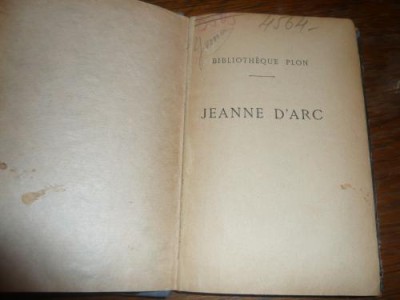 4564-
BIBLIOTHÈQUE PLON
JEANNE D'ARC